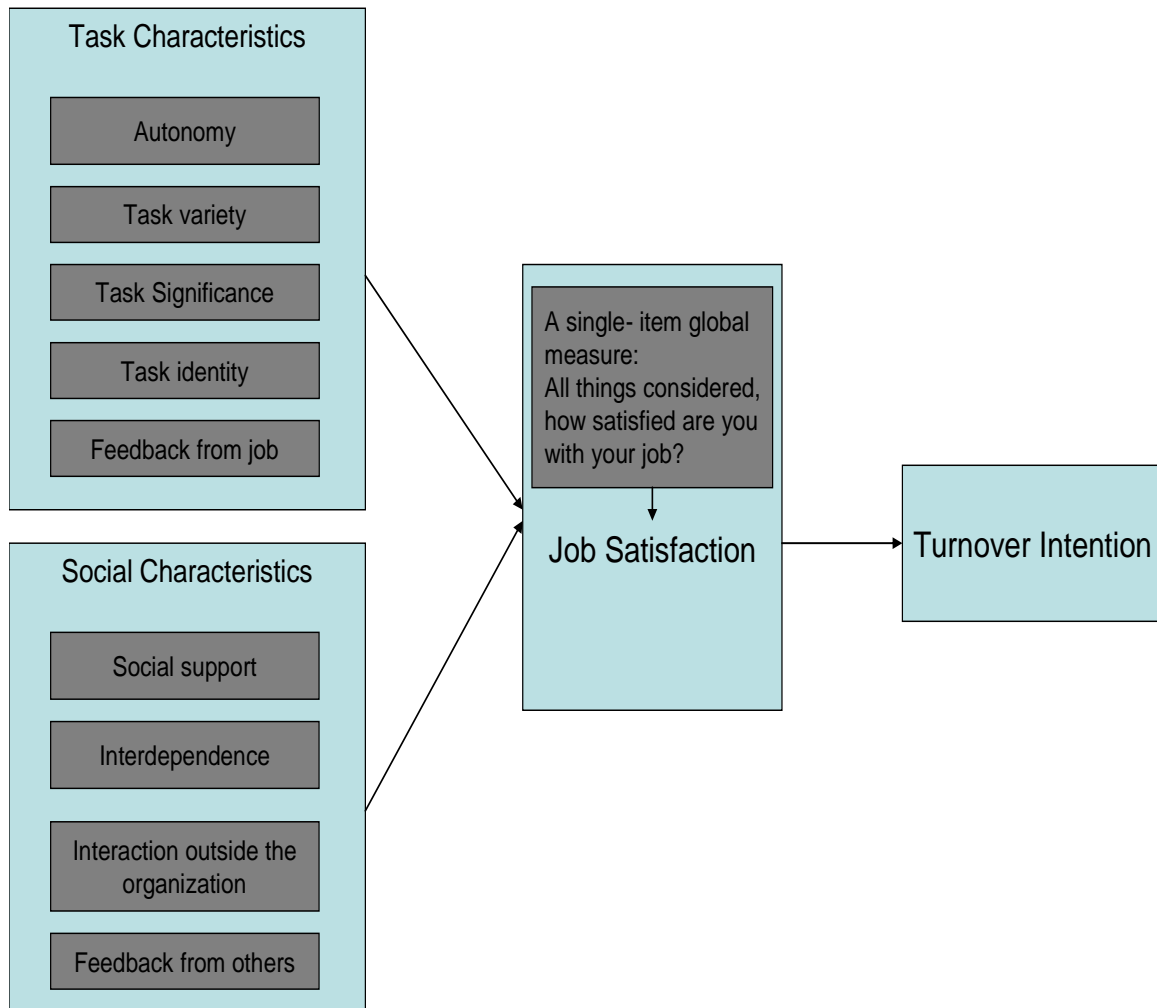 Task Characteristics
Autonomy
Task variety
Task Significance
Task identity
Feedback from job
Social Characteristics
Social support
Interdependence
Interaction outside the
organization
Feedback from others
A single- item global
measure:
All things considered,
how satisfied are you
with your job?
Job Satisfaction
Turnover Intention